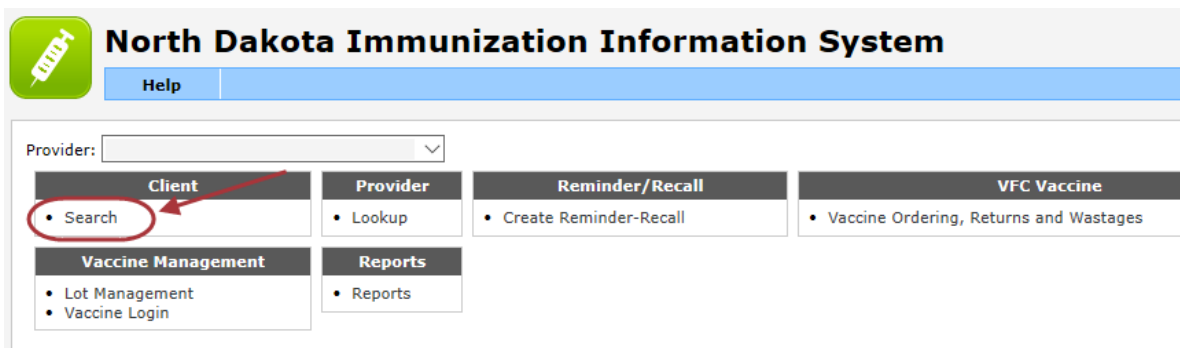 North Dakota Immunization Information System
Help
Provider:
Client
• Search
Provider
• Lookup
Reminder/Recall
• Create Reminder-Recall
VFC Vaccine
• Vaccine Ordering, Returns and Wastages
Vaccine Management
• Lot Management
• Vaccine Login
Reports
• Reports